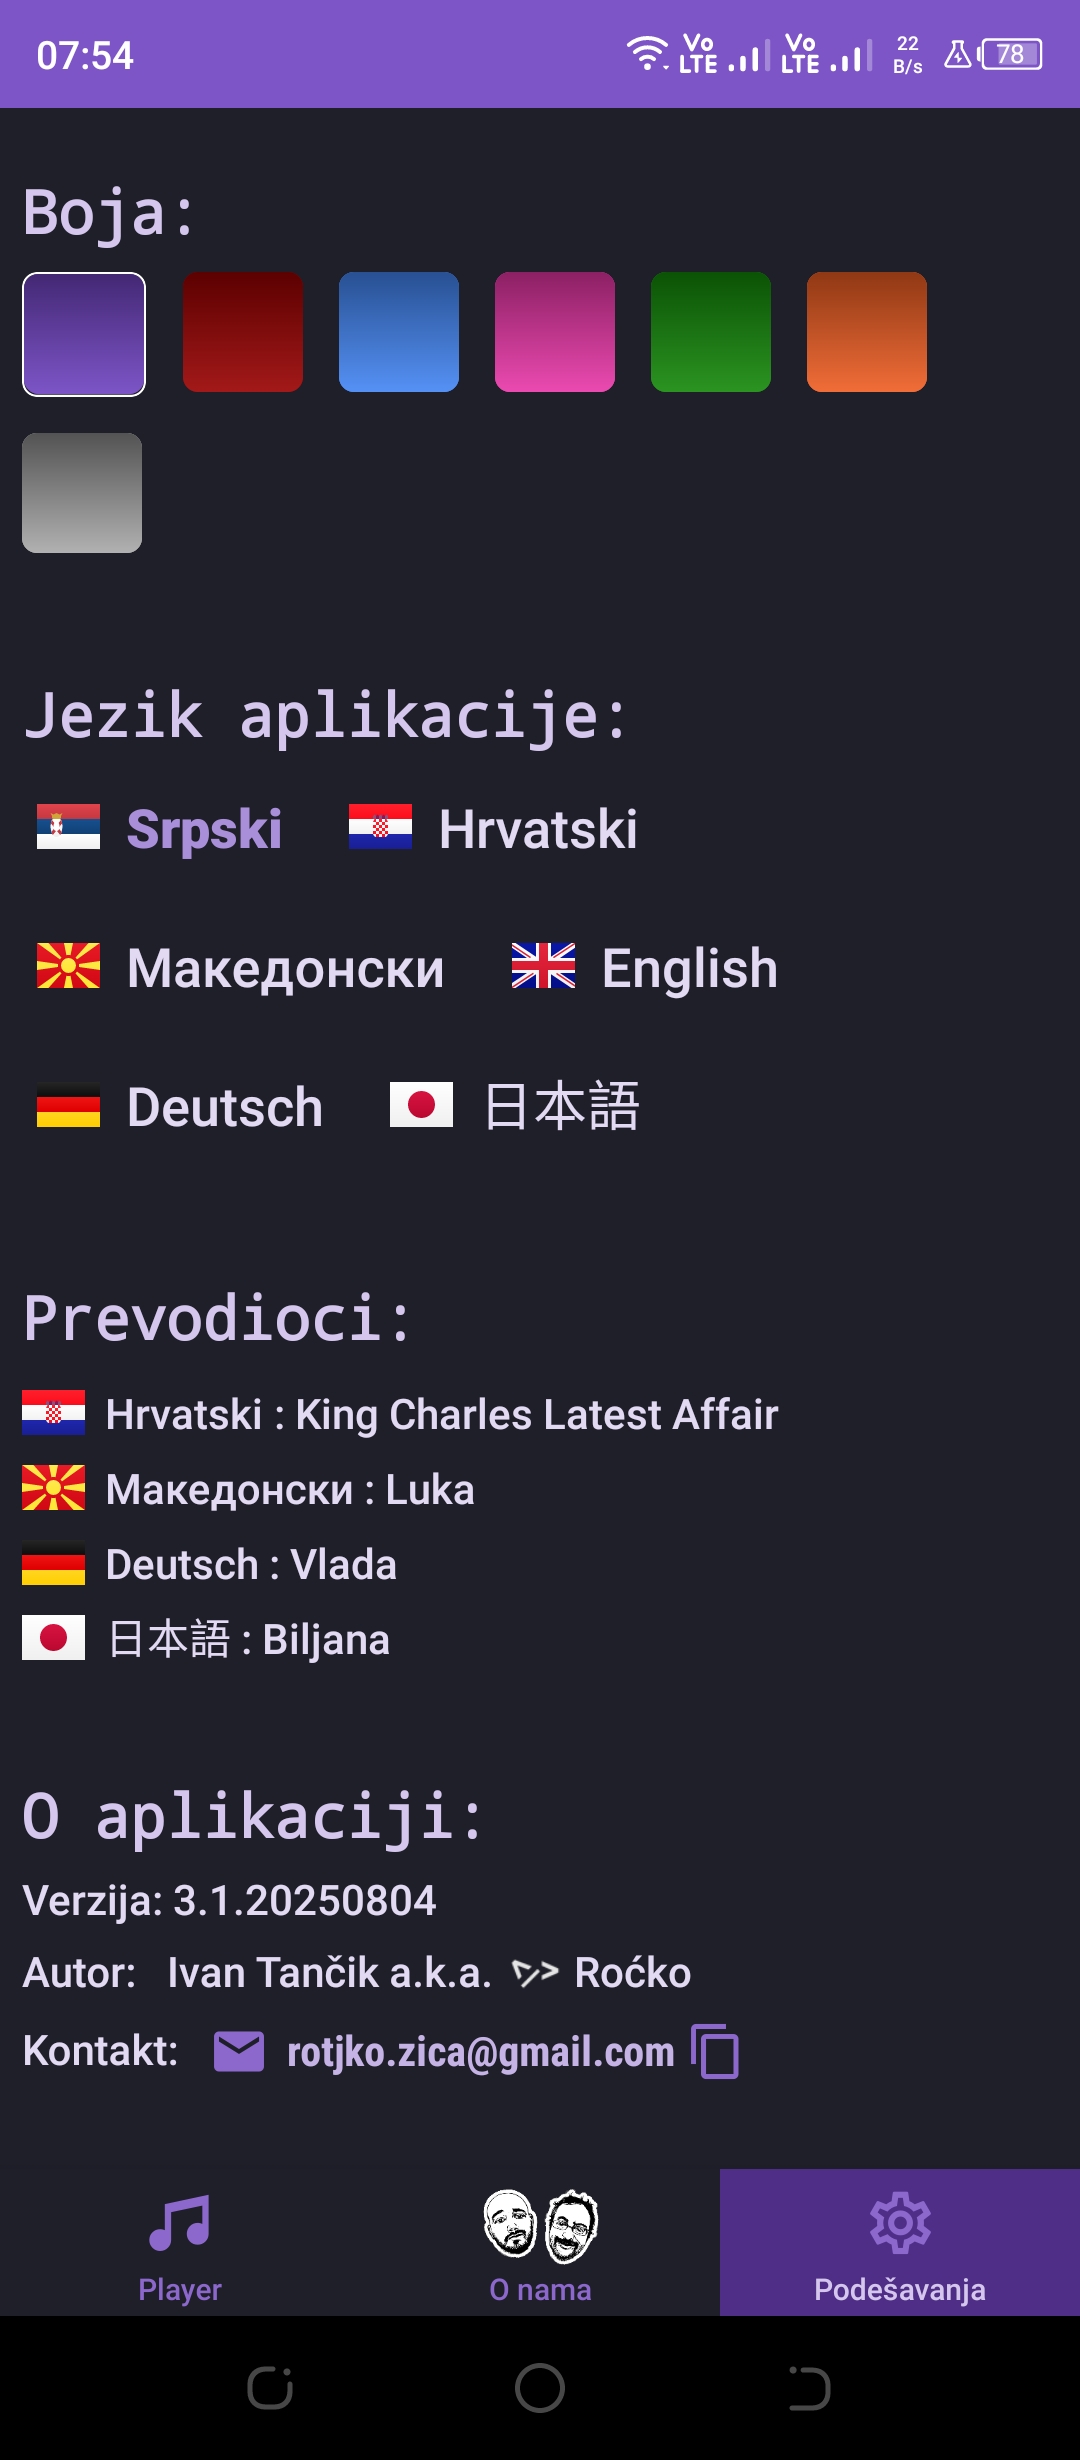 07:54 Vo LTE Vo LTE 22 B/s 78
Boja:
Jezik aplikacije:
Srpski Hrvatski
Македонски English
Deutsch 日本語
Prevodioci:
Hrvatski : King Charles Latest Affair
Македонски : Luka
Deutsch : Vlada
日本語 : Biljana
O aplikaciji:
Verzija: 3.1.20250804
Autor: Ivan Tančik a.k.a. Roćko
Kontakt: rotjko.zica@gmail.com
Player O nama Podešavanja